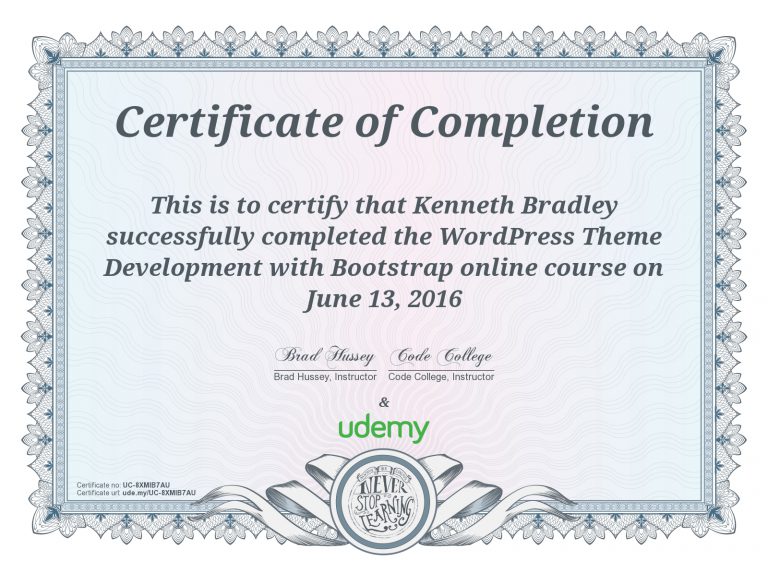 Certificate of Completion
This is to certify that Kenneth Bradley
successfully completed the WordPress Theme
Development with Bootstrap online course on
June 13, 2016
Brad Hussey Code College
Brad Hussey, Instructor Code College, Instructor
&
udemy
Certificate no: UC-8XMIB7AU
Certificate url: ude.my/UC-8XMIB7AU
NEVER
STOP
LEARNING